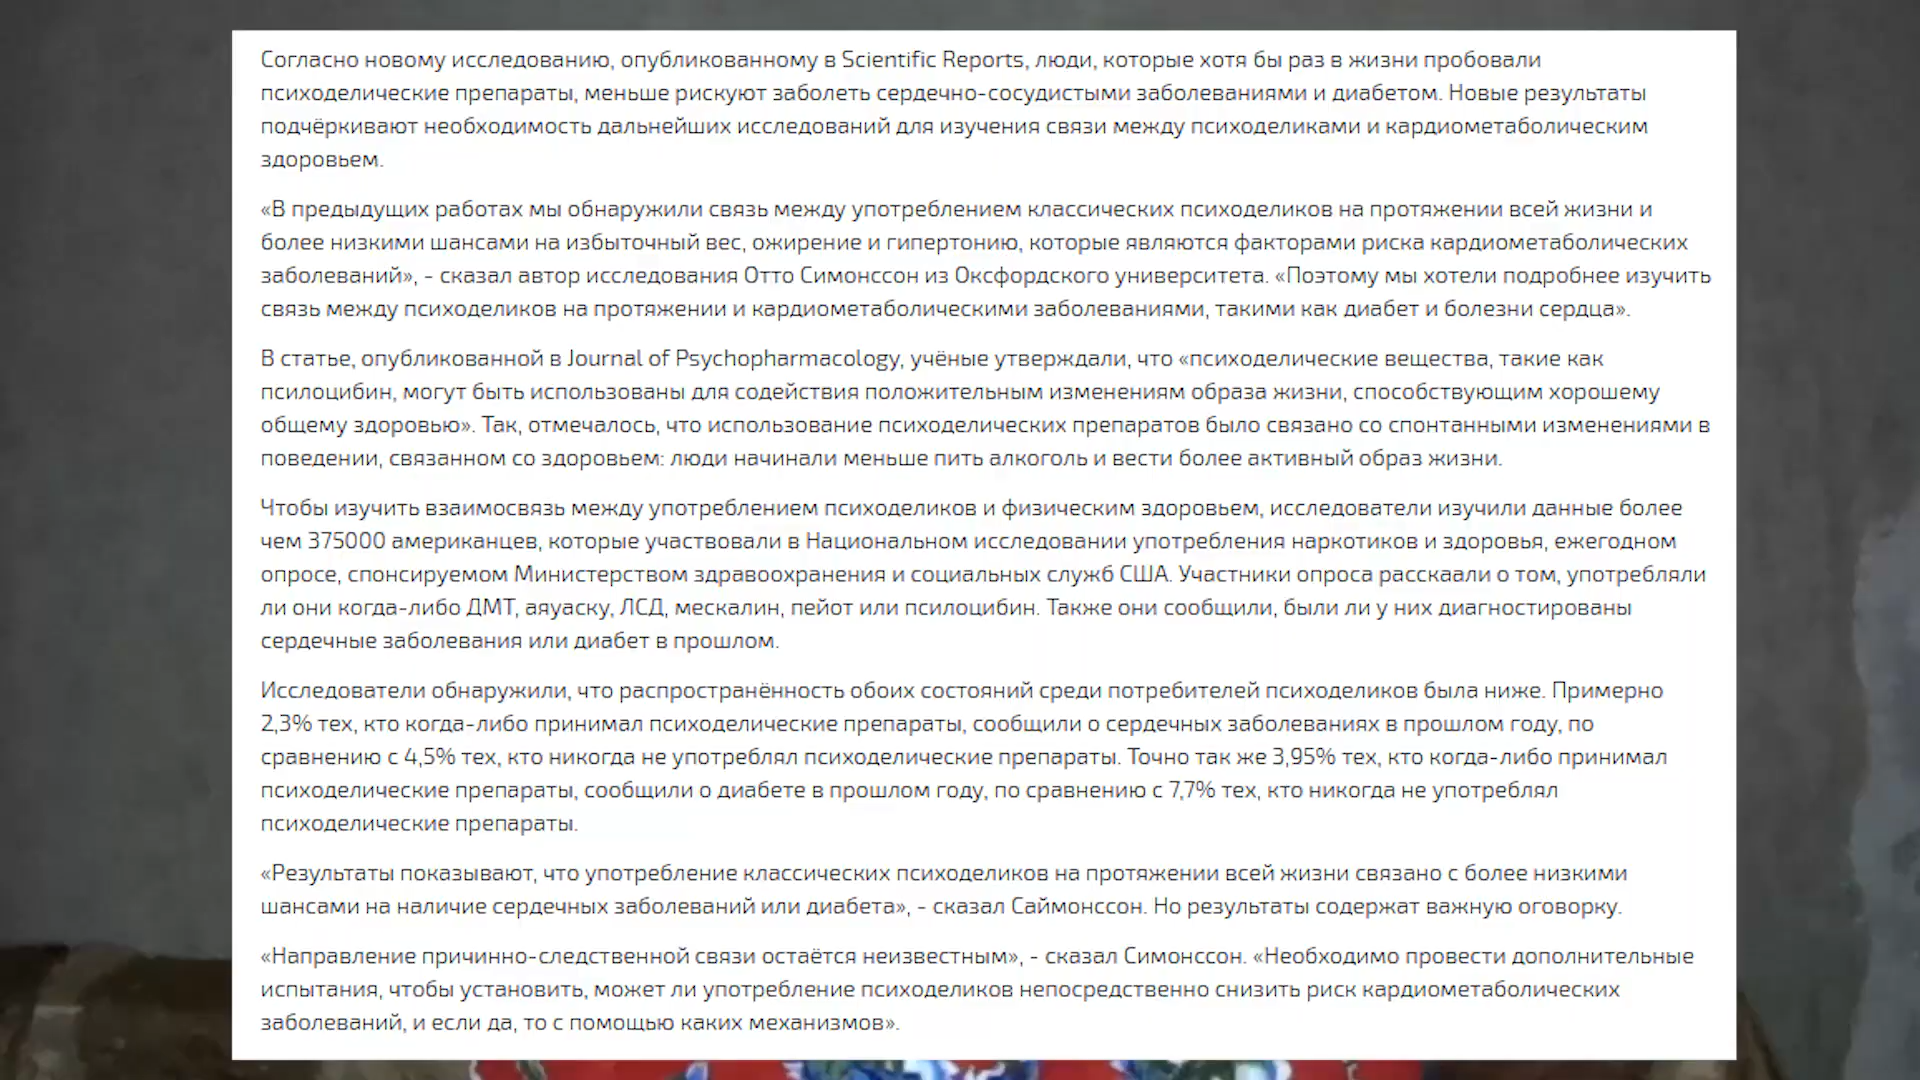 Согласно новому исследованию, опубликованному в Scientific Reports, люди, которые хотя бы раз в жизни пробовали
психоделические препараты, меньше рискуют заболеть сердечно-сосудистыми заболеваниями и диабетом. Новые результаты
подчёркивают необходимость дальнейших исследований для изучения связи между психоделиками и кардиометаболическим
здоровьем.
«В предыдущих работах мы обнаружили связь между употреблением классических психоделиков на протяжении всей жизни и
более низкими шансами на избыточный вес, ожирение и гипертонию, которые являются факторами риска кардиометаболических
заболеваний», - сказал автор исследования Отто Симонссон из Оксфордского университета. «Поэтому мы хотели подробнее изучить
связь между психоделиков на протяжении и кардиометаболическими заболеваниями, такими как диабет и болезни сердца».
В статье, опубликованной в Journal of Psychopharmacology, учёные утверждали, что «психоделические вещества, такие как
псилоцибин, могут быть использованы для содействия положительным изменениям образа жизни, способствующим хорошему
общему здоровью». Так, отмечалось, что использование психоделических препаратов было связано со спонтанными изменениями в
поведении, связанном со здоровьем: люди начинали меньше пить алкоголь и вести более активный образ жизни.
Чтобы изучить взаимосвязь между употреблением психоделиков и физическим здоровьем, исследователи изучили данные более
чем 375000 американцев, которые участвовали в Национальном исследовании употребления наркотиков и здоровья, ежегодном
опросе, спонсируемом Министерством здравоохранения и социальных служб США. Участники опроса расскаали о том, употребляли
ли они когда-либо ДМТ, аяуаску, ЛСД, мескалин, пейот или псилоцибин. Также они сообщили, были ли у них диагностированы
сердечные заболевания или диабет в прошлом.
Исследователи обнаружили, что распространённость обоих состояний среди потребителей психоделиков была ниже. Примерно
2,3% тех, кто когда-либо принимал психоделические препараты, сообщили о сердечных заболеваниях в прошлом году, по
сравнению с 4,5% тех, кто никогда не употреблял психоделические препараты. Точно так же 3,95% тех, кто когда-либо принимал
психоделические препараты, сообщили о диабете в прошлом году, по сравнению с 7,7% тех, кто никогда не употреблял
психоделические препараты.
«Результаты показывают, что употребление классических психоделиков на протяжении всей жизни связано с более низкими
шансами на наличие сердечных заболеваний или диабета», - сказал Саймонссон. Но результаты содержат важную оговорку.
«Направление причинно-следственной связи остаётся неизвестным», - сказал Симонссон. «Необходимо провести дополнительные
испытания, чтобы установить, может ли употребление психоделиков непосредственно снизить риск кардиометаболических
заболеваний, и если да, то с помощью каких механизмов».